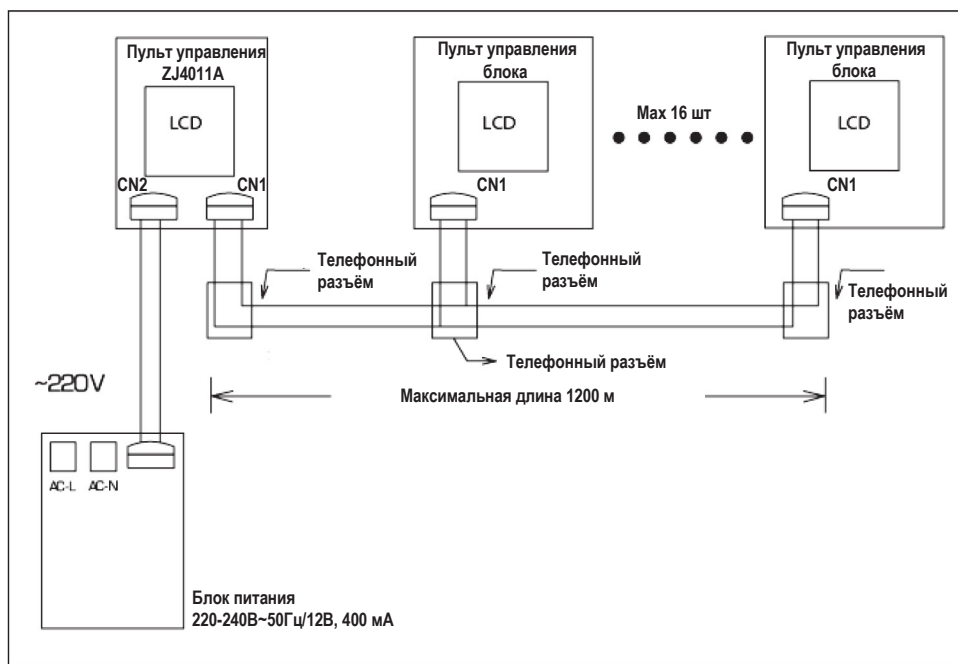 Пульт управления
ZJ4011A
LCD
CN2
CN1
Пульт управления
блока
LCD
CN1
Max 16 шт
Пульт управления
блока
LCD
CN1
Телефонный
разъём
Телефонный
разъём
Телефонный
разъём
Телефонный разъём
~220V
Максимальная длина 1200 м
AC-L
AC-N
Блок питания
220-240В~50Гц/12В, 400 мА